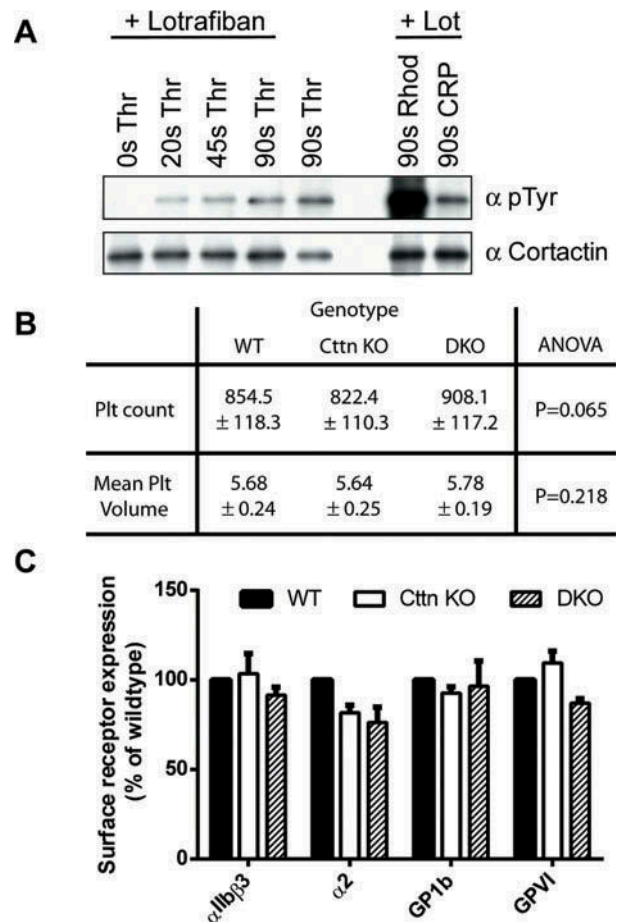 A
+ Lotrafiban
+ Lot
0s Thr
20s Thr
45s Thr
90s Thr
90s Thr
90s Rhod
90s CRP
α pTyr
α Cortactin
B
Genotype
WT Cttn KO DKO ANOVA
Plt count
854.5 822.4 908.1
± 118.3 ± 110.3 ± 117.2
P=0.065
Mean Plt
Volume
5.68 5.64 5.78
± 0.24 ± 0.25 ± 0.19
P=0.218
C
WT Cttn KO DKO
Surface receptor expression
(% of wildtype)
150
100
50
0
αIIbβ3
α2
GP1b
GPVI